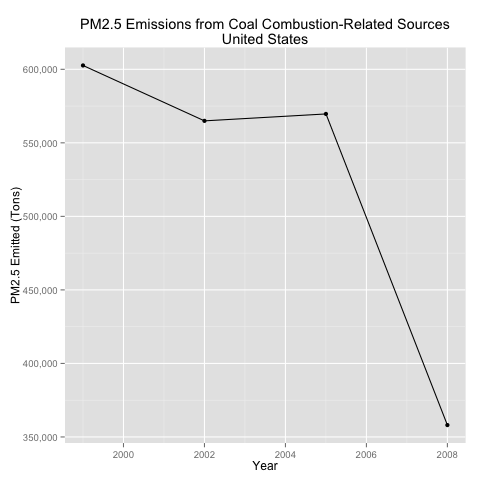 PM2.5 Emissions from Coal Combustion-Related Sources
United States
600,000
550,000
500,000
450,000
400,000
350,000
PM2.5 Emitted (Tons)
2000 2002 2004 2006 2008
Year